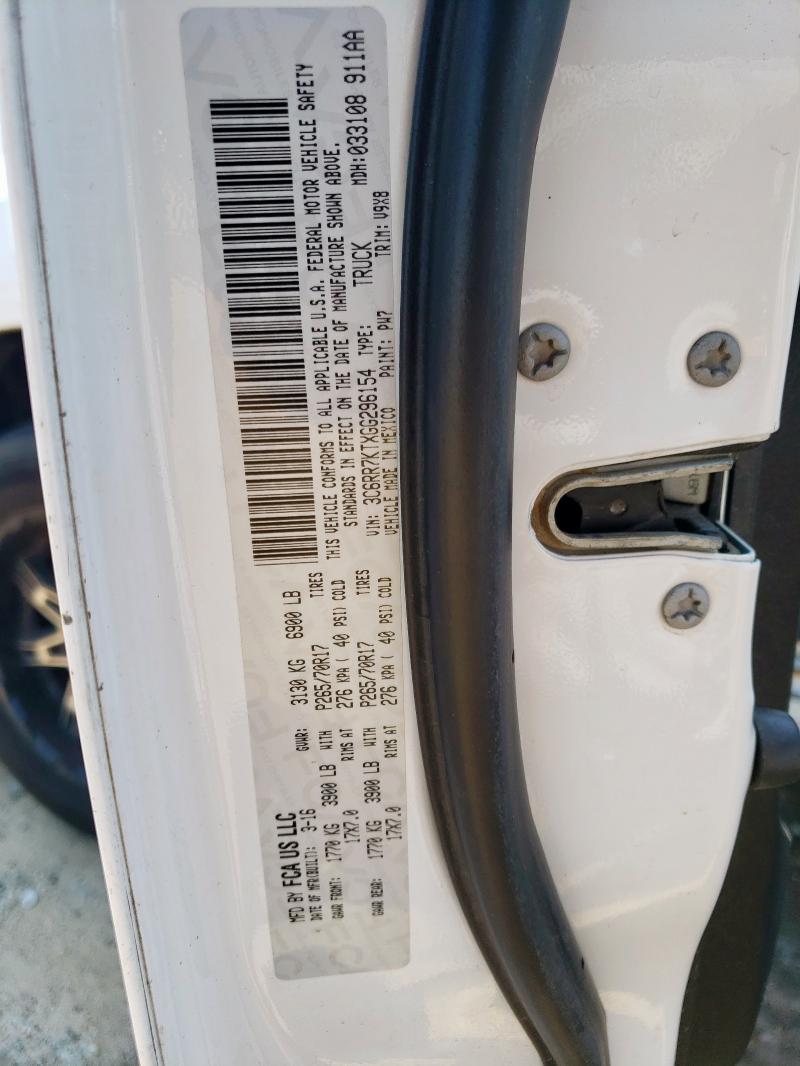 MFD BY FCA US LLC
DATE OF MFR(BUILT): 3-16 GVWR: 3130 KG 6900 LB
GAWR FRONT: 1770 KG 3900 LB WITH P265/70R17 TIRES
17X7.0 RIMS AT 276 KPA ( 40 PSI) COLD
GAWR REAR: 1770 KG 3900 LB WITH P265/70R17 TIRES
17X7.0 RIMS AT 276 KPA ( 40 PSI) COLD
THIS VEHICLE CONFORMS TO ALL APPLICABLE U.S.A. FEDERAL MOTOR VEHICLE SAFETY
STANDARDS IN EFFECT ON THE DATE OF MANUFACTURE SHOWN ABOVE.
VIN: 3C6RR7KTXGG296154 TYPE: TRUCK MDH:033108 911AA
VEHICLE MADE IN MEXICO PAINT: PW7 TRIM: V9X8